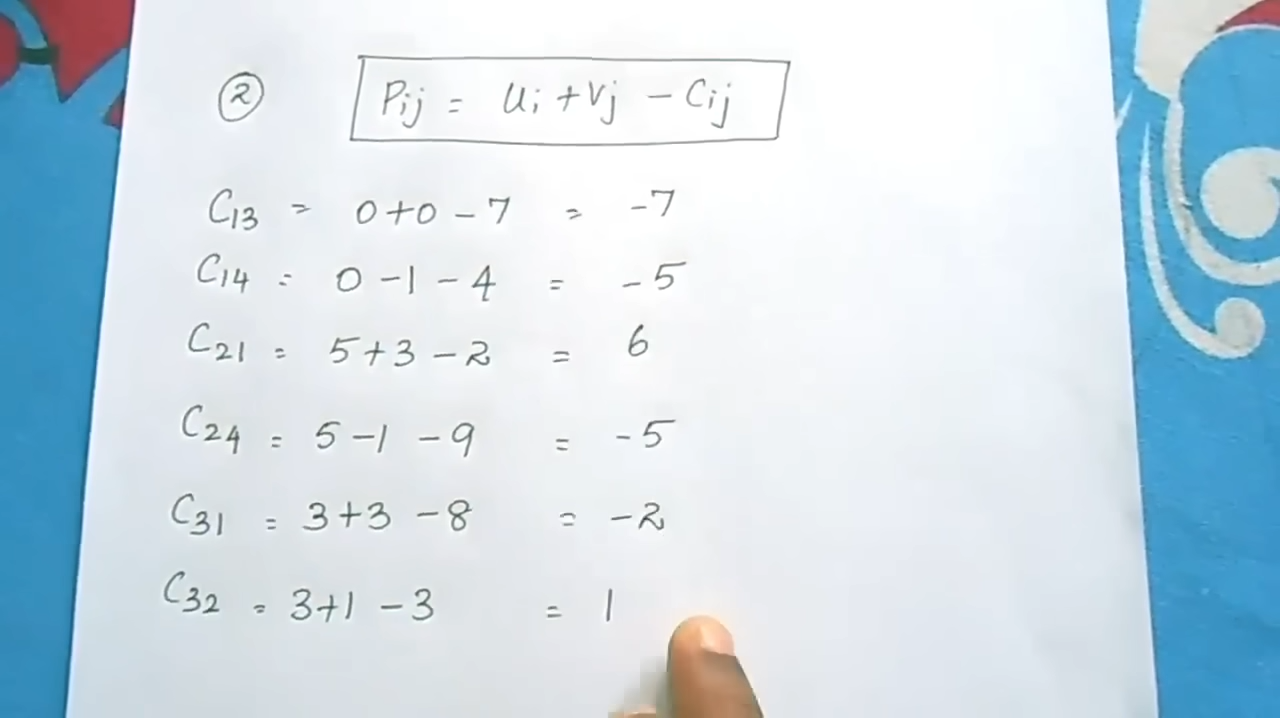 ② Pij = Ui + Vj - Cij
C13 = 0+0-7 = -7
C14 = 0-1-4 = -5
C21 = 5+3-2 = 6
C24 = 5-1-9 = -5
C31 = 3+3-8 = -2
C32 = 3+1-3 = 1